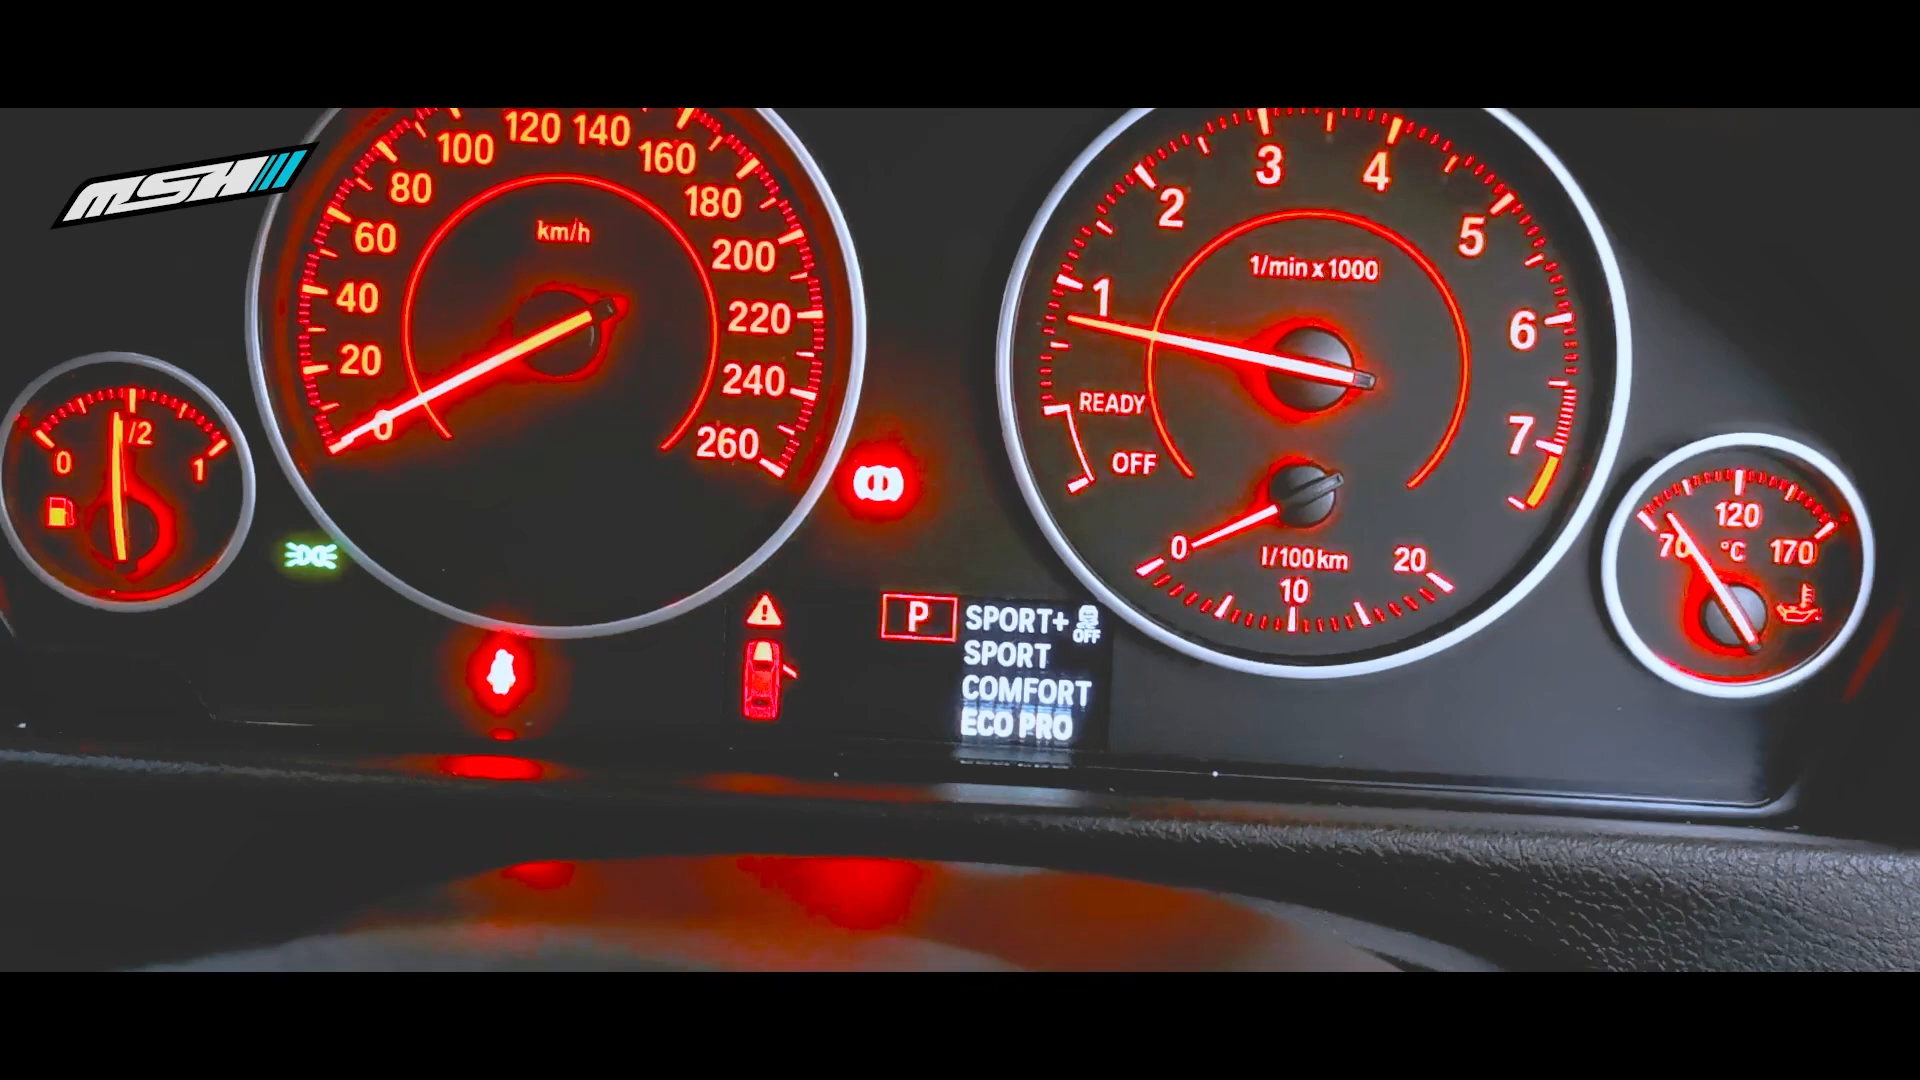 MSH
0
20
40
60
80
100
120
140
160
180
200
220
240
260
km/h
0
1/2
1
1
2
3
4
5
6
7
1/min x 1000
READY
OFF
0
10
20
l/100km
70
120
170
°C
P
SPORT+
OFF
SPORT
COMFORT
ECO PRO